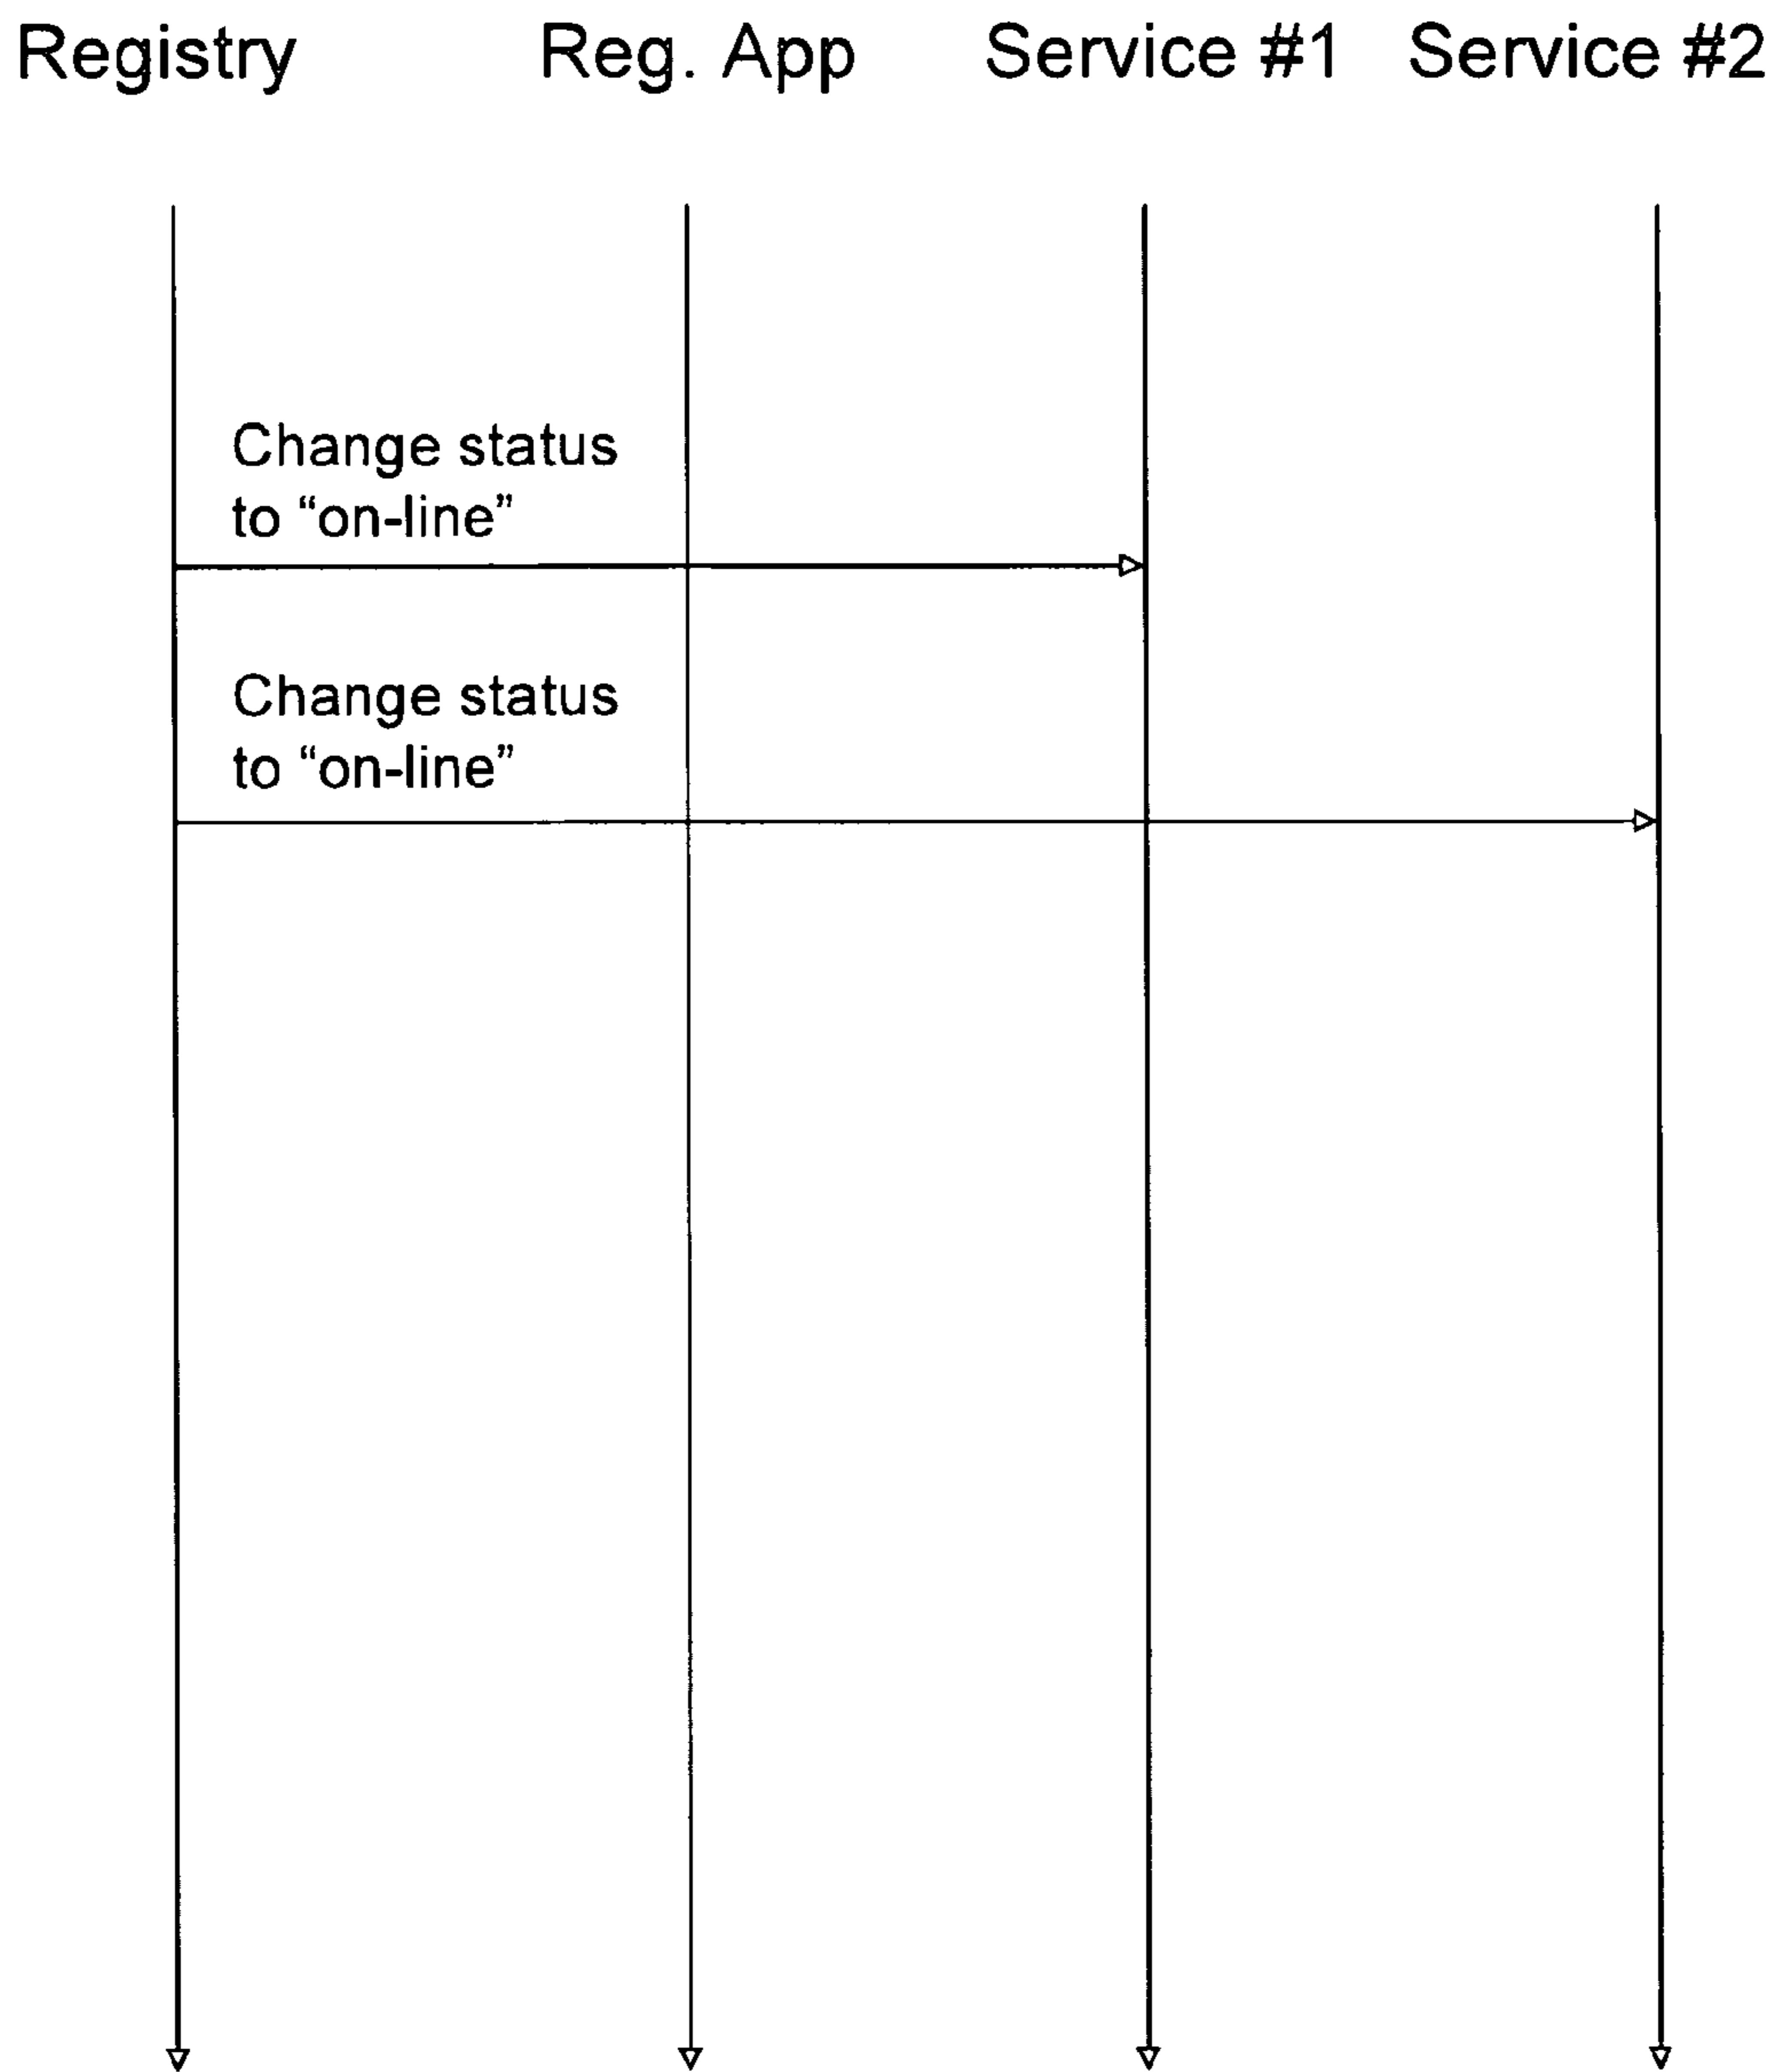 Registry Reg. App Service #1 Service #2
Change status
to “on-line”
Change status
to “on-line”